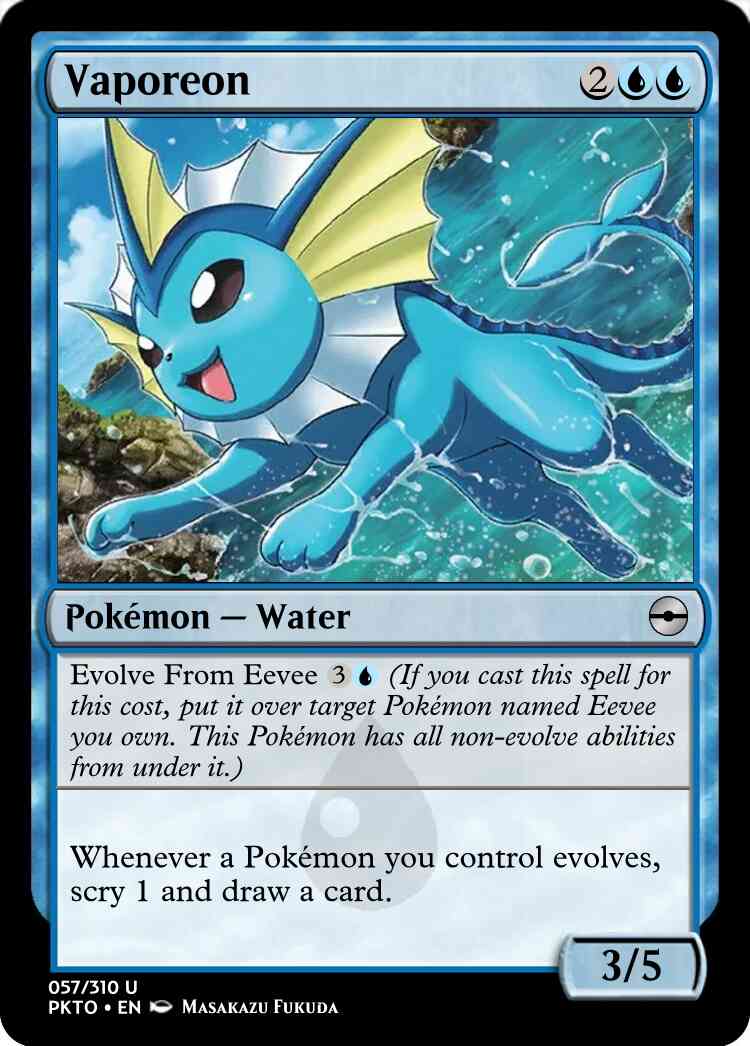 Vaporeon 2
Pokémon — Water
Evolve From Eevee 3 (If you cast this spell for
this cost, put it over target Pokémon named Eevee
you own. This Pokémon has all non-evolve abilities
from under it.)
Whenever a Pokémon you control evolves,
scry 1 and draw a card.
3/5
057/310 U
PKTO • EN Masakazu Fukuda